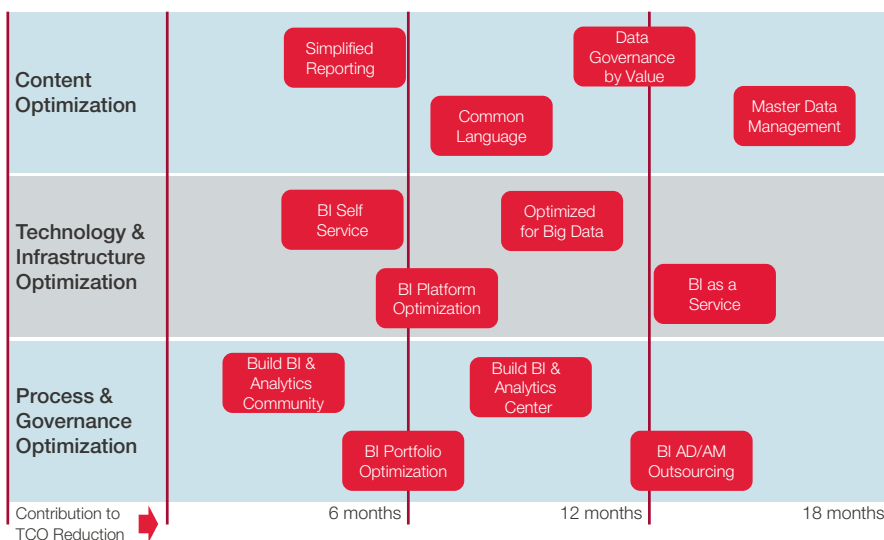 Content
Optimization
Simplified
Reporting
Common
Language
Data
Governance
by Value
Master Data
Management
Technology &
Infrastructure
Optimization
BI Self
Service
BI Platform
Optimization
Optimized
for Big Data
BI as a
Service
Process &
Governance
Optimization
Build BI &
Analytics
Community
BI Portfolio
Optimization
Build BI &
Analytics
Center
BI AD/AM
Outsourcing
Contribution to
TCO Reduction
6 months
12 months
18 months